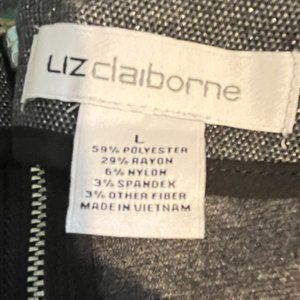 LIZ claiborne
L
59% POLYESTER
29% RAYON
6% NYLON
3% SPANDEX
3% OTHER FIBER
MADE IN VIETNAM